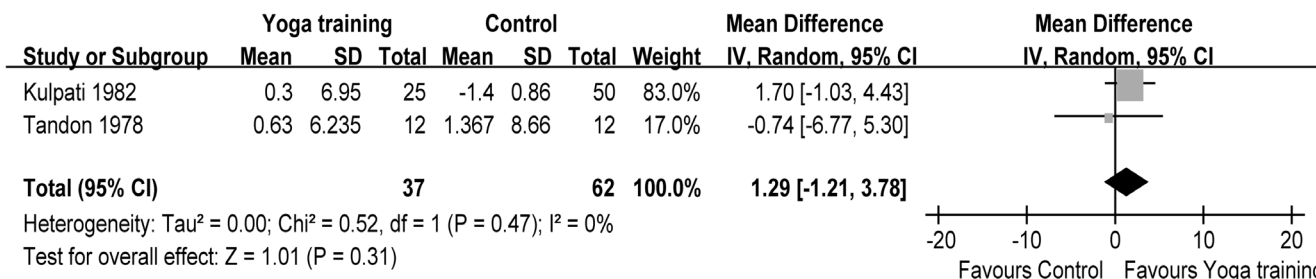 Yoga training Control Mean Difference Mean Difference
Study or Subgroup Mean SD Total Mean SD Total Weight IV, Random, 95% CI IV, Random, 95% CI
Kulpati 1982 0.3 6.95 25 -1.4 0.86 50 83.0% 1.70 [-1.03, 4.43]
Tandon 1978 0.63 6.235 12 1.367 8.66 12 17.0% -0.74 [-6.77, 5.30]
Total (95% CI) 37 62 100.0% 1.29 [-1.21, 3.78]
Heterogeneity: Tau² = 0.00; Chi² = 0.52, df = 1 (P = 0.47); I² = 0%
Test for overall effect: Z = 1.01 (P = 0.31)
-20 -10 0 10 20
Favours Control Favours Yoga training